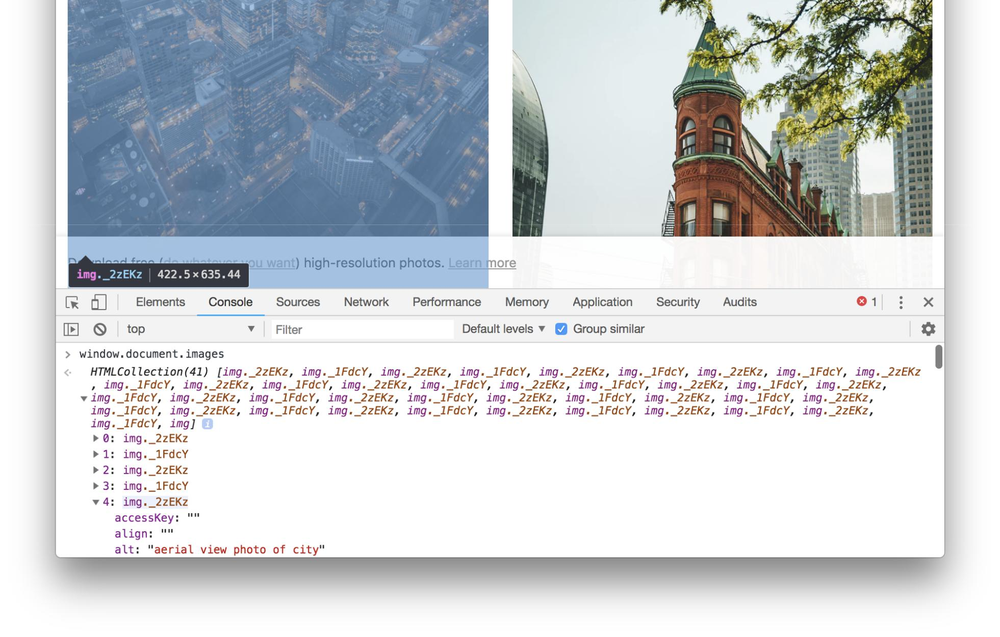 Download free (do whatever you want) high-resolution photos. Learn more
img._2zEKz | 422.5×635.44
Elements Console Sources Network Performance Memory Application Security Audits 1
top Filter Default levels Group similar
window.document.images
HTMLCollection(41) [img._2zEKz, img._1FdcY, img._2zEKz, img._1FdcY, img._2zEKz, img._1FdcY, img._2zEKz, img._1FdcY, img._2zEKz
, img._1FdcY, img._2zEKz, img._1FdcY, img._2zEKz, img._1FdcY, img._2zEKz, img._1FdcY, img._2zEKz, img._1FdcY, img._2zEKz,
img._1FdcY, img._2zEKz, img._1FdcY, img._2zEKz, img._1FdcY, img._2zEKz, img._1FdcY, img._2zEKz, img._1FdcY, img._2zEKz,
img._1FdcY, img._2zEKz, img._1FdcY, img._2zEKz, img._1FdcY, img._2zEKz, img._1FdcY, img._2zEKz, img._1FdcY, img._2zEKz,
img._1FdcY, img] i
0: img._2zEKz
1: img._1FdcY
2: img._2zEKz
3: img._1FdcY
4: img._2zEKz
accessKey: ""
align: ""
alt: "aerial view photo of city"